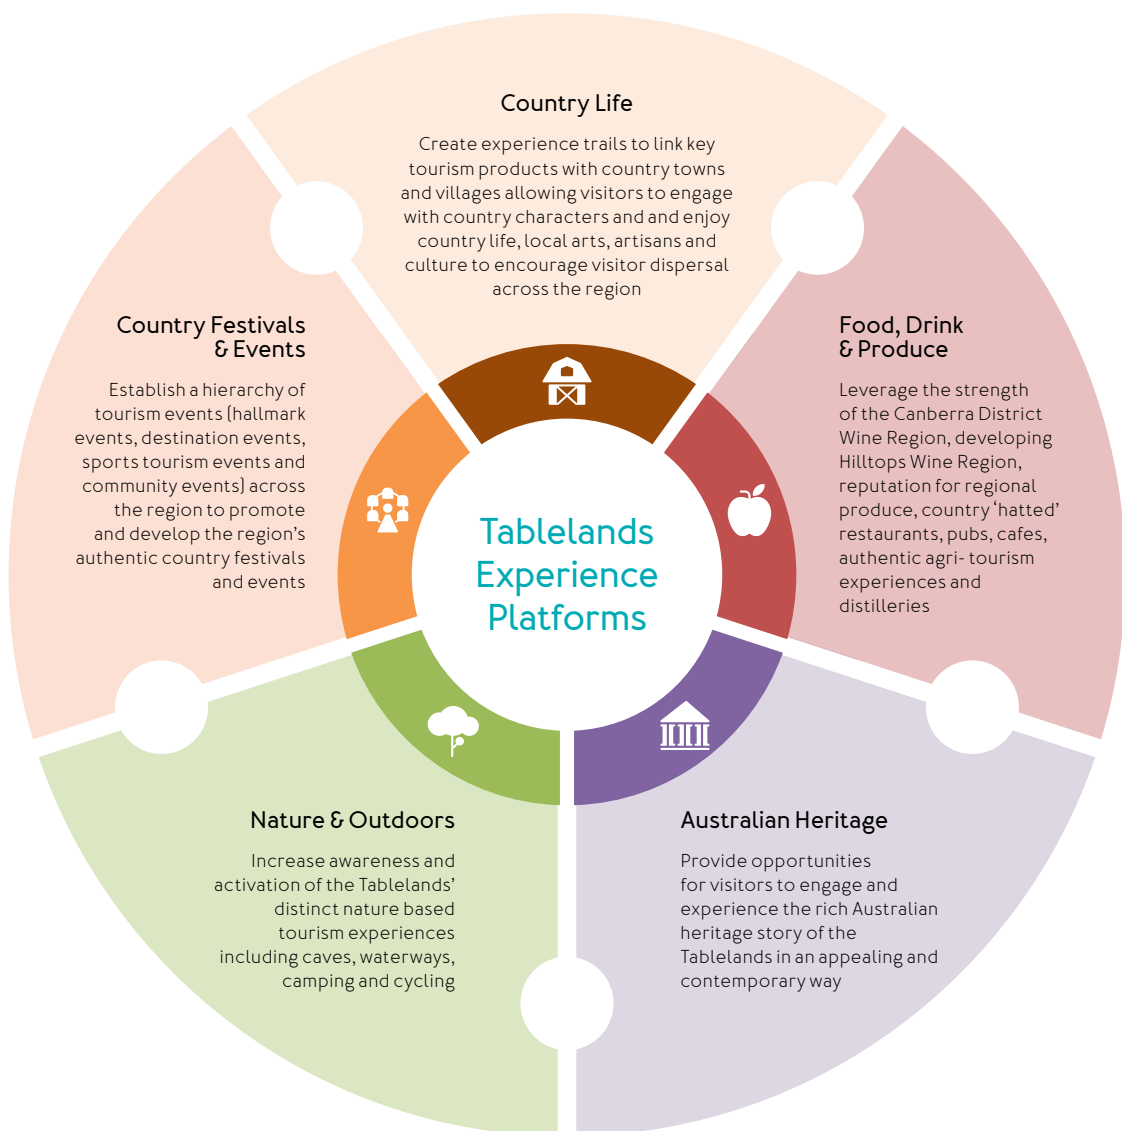 Country Life
Create experience trails to link key
tourism products with country towns
and villages allowing visitors to engage
with country characters and and enjoy
country life, local arts, artisans and
culture to encourage visitor dispersal
across the region
Country Festivals
& Events
Establish a hierarchy of
tourism events (hallmark
events, destination events,
sports tourism events and
community events) across
the region to promote
and develop the region's
authentic country festivals
and events
Food, Drink
& Produce
Leverage the strength
of the Canberra District
Wine Region, developing
Hilltops Wine Region,
reputation for regional
produce, country ‘hatted’
restaurants, pubs, cafes,
authentic agri- tourism
experiences and
distilleries
Tablelands
Experience
Platforms
Nature & Outdoors
Increase awareness and
activation of the Tablelands’
distinct nature based
tourism experiences
including caves, waterways,
camping and cycling
Australian Heritage
Provide opportunities
for visitors to engage and
experience the rich Australian
heritage story of the
Tablelands in an appealing and
contemporary way